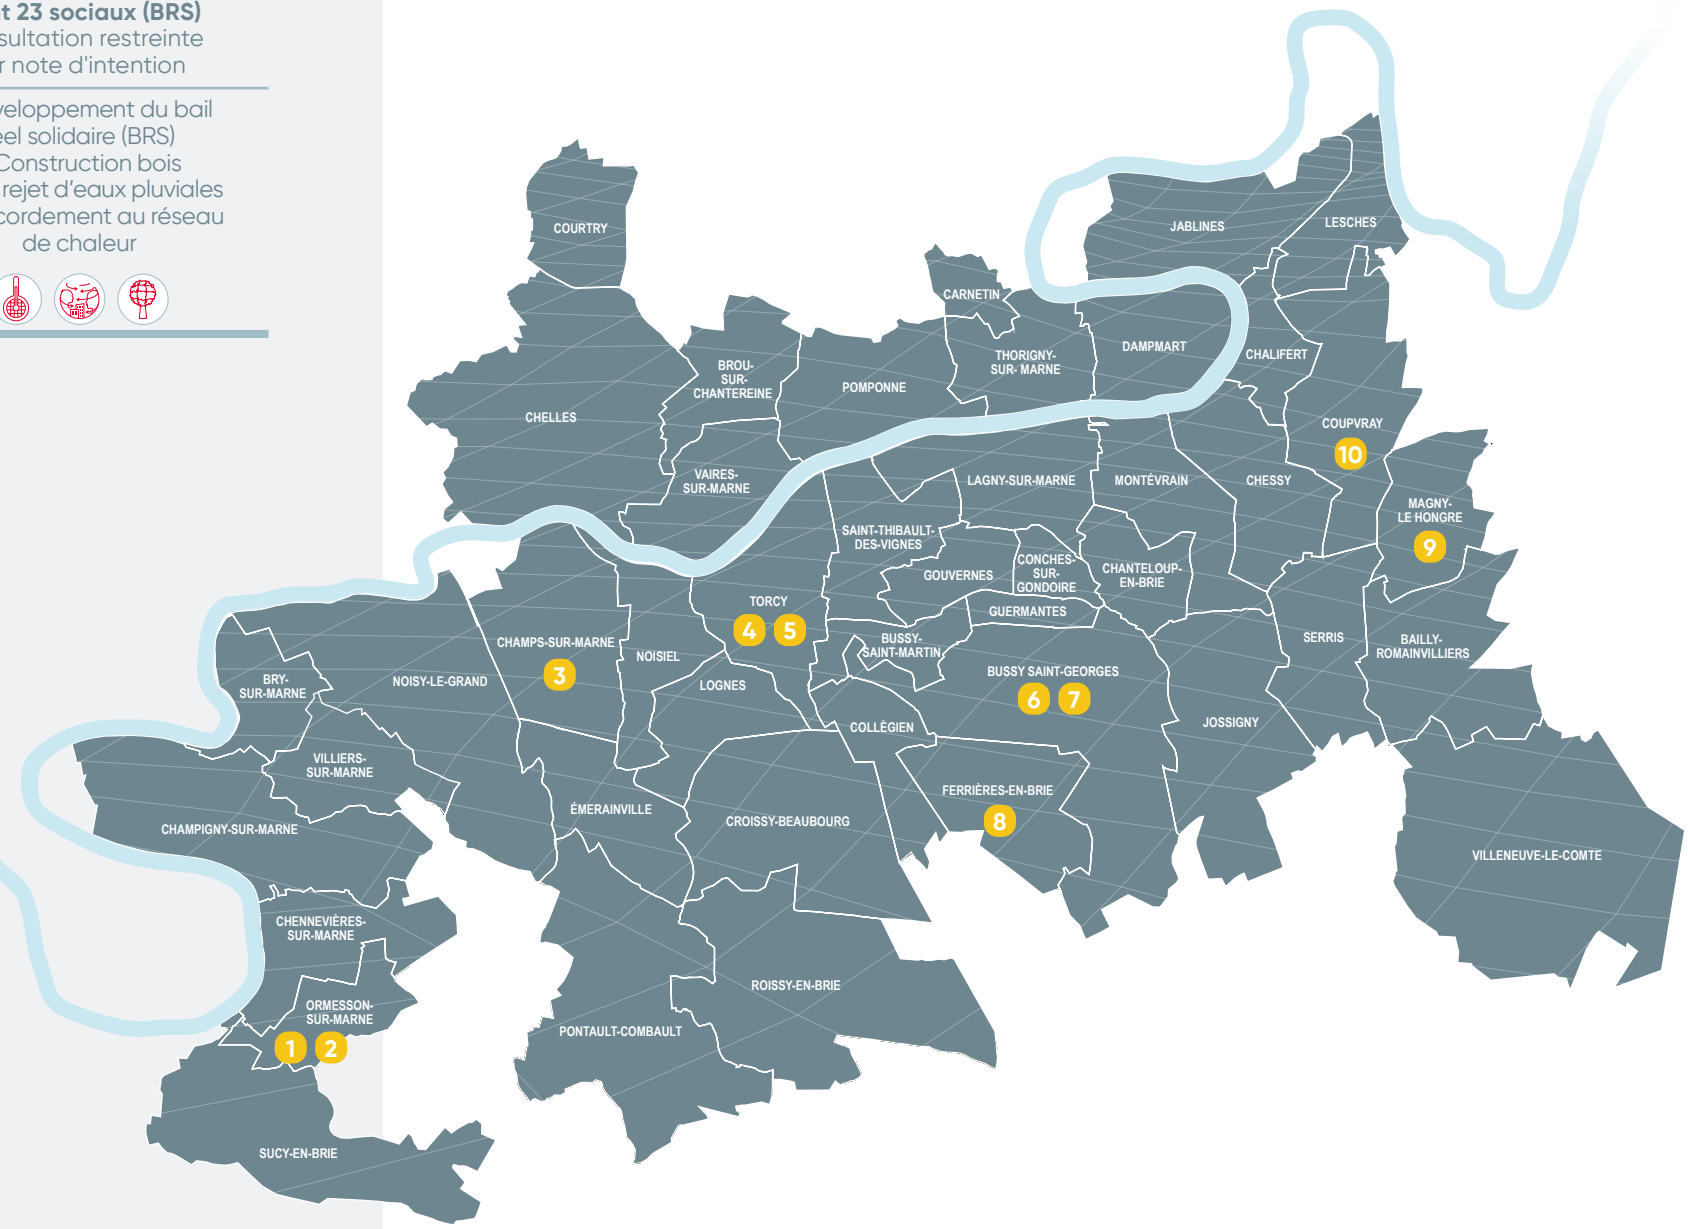 t 23 sociaux (BRS)
sultation restreinte
r note d'intention
veloppement du bail
éel solidaire (BRS)
Construction bois
rejet d'eaux pluviales
cordement au réseau
de chaleur
COURTRY
JABLINES
LESCHES
CARNETIN
THORIGNY-
SUR- MARNE
DAMPMART
CHALIFERT
BROU-
SUR-
CHANTEREINE
POMPONNE
CHELLES
COUPVRAY
10
VAIRES-
SUR-MARNE
LAGNY-SUR-MARNE
MONTÉVRAIN
CHESSY
MAGNY-
LE HONGRE
9
SAINT-THIBAULT-
DES-VIGNES
GOUVERNES
CONCHES-
SUR-
GONDOIRE
CHANTELOUP-
EN-BRIE
TORCY
4 5
GUERMANTES
CHAMPS-SUR-MARNE
3
NOISIEL
BUSSY-
SAINT-MARTIN
SERRIS
BAILLY-
ROMAINVILLIERS
BRY-
SUR-MARNE
NOISY-LE-GRAND
LOGNES
BUSSY SAINT-GEORGES
6 7
COLLÉGIEN
JOSSIGNY
VILLIERS-
SUR-MARNE
FERRIÈRES-EN-BRIE
8
ÉMERAINVILLE
CROISSY-BEAUBOURG
CHAMPIGNY-SUR-MARNE
VILLENEUVE-LE-COMTE
CHENNEVIÈRES-
SUR-MARNE
ROISSY-EN-BRIE
ORMESSON-
SUR-MARNE
1 2
PONTAULT-COMBAULT
SUCY-EN-BRIE